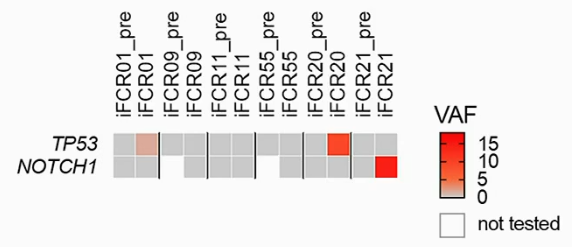 iFCR01_pre
iFCR01
iFCR09_pre
iFCR09
iFCR11_pre
iFCR11
iFCR55_pre
iFCR55
iFCR20_pre
iFCR20
iFCR21_pre
iFCR21
TP53
NOTCH1
VAF
15
10
5
0
not tested